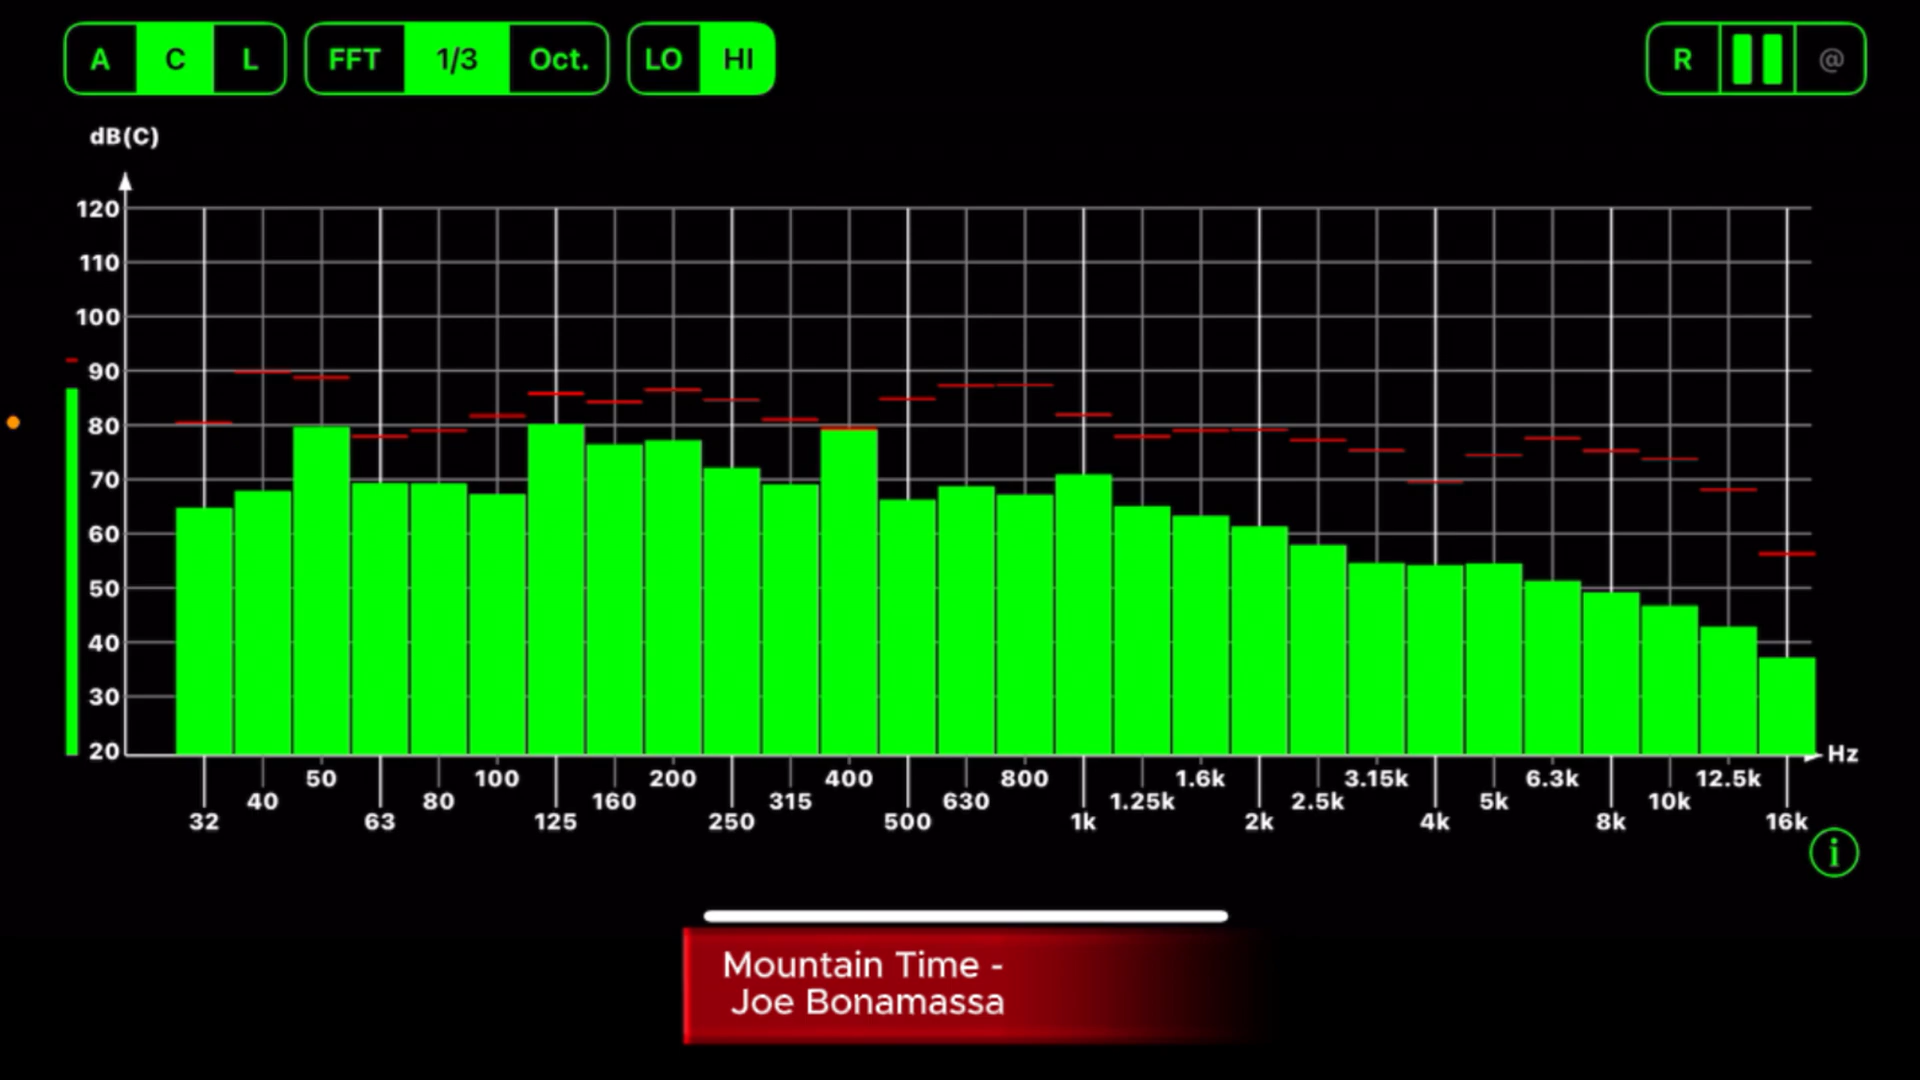 A C L FFT 1/3 Oct. LO HI R @
dB(C)
120
110
100
90
80
70
60
50
40
30
20
Hz
50 100 200 400 800 1.6k 3.15k 6.3k 12.5k
40 80 160 315 630 1.25k 2.5k 5k 10k
32 63 125 250 500 1k 2k 4k 8k 16k
i
Mountain Time -
Joe Bonamassa